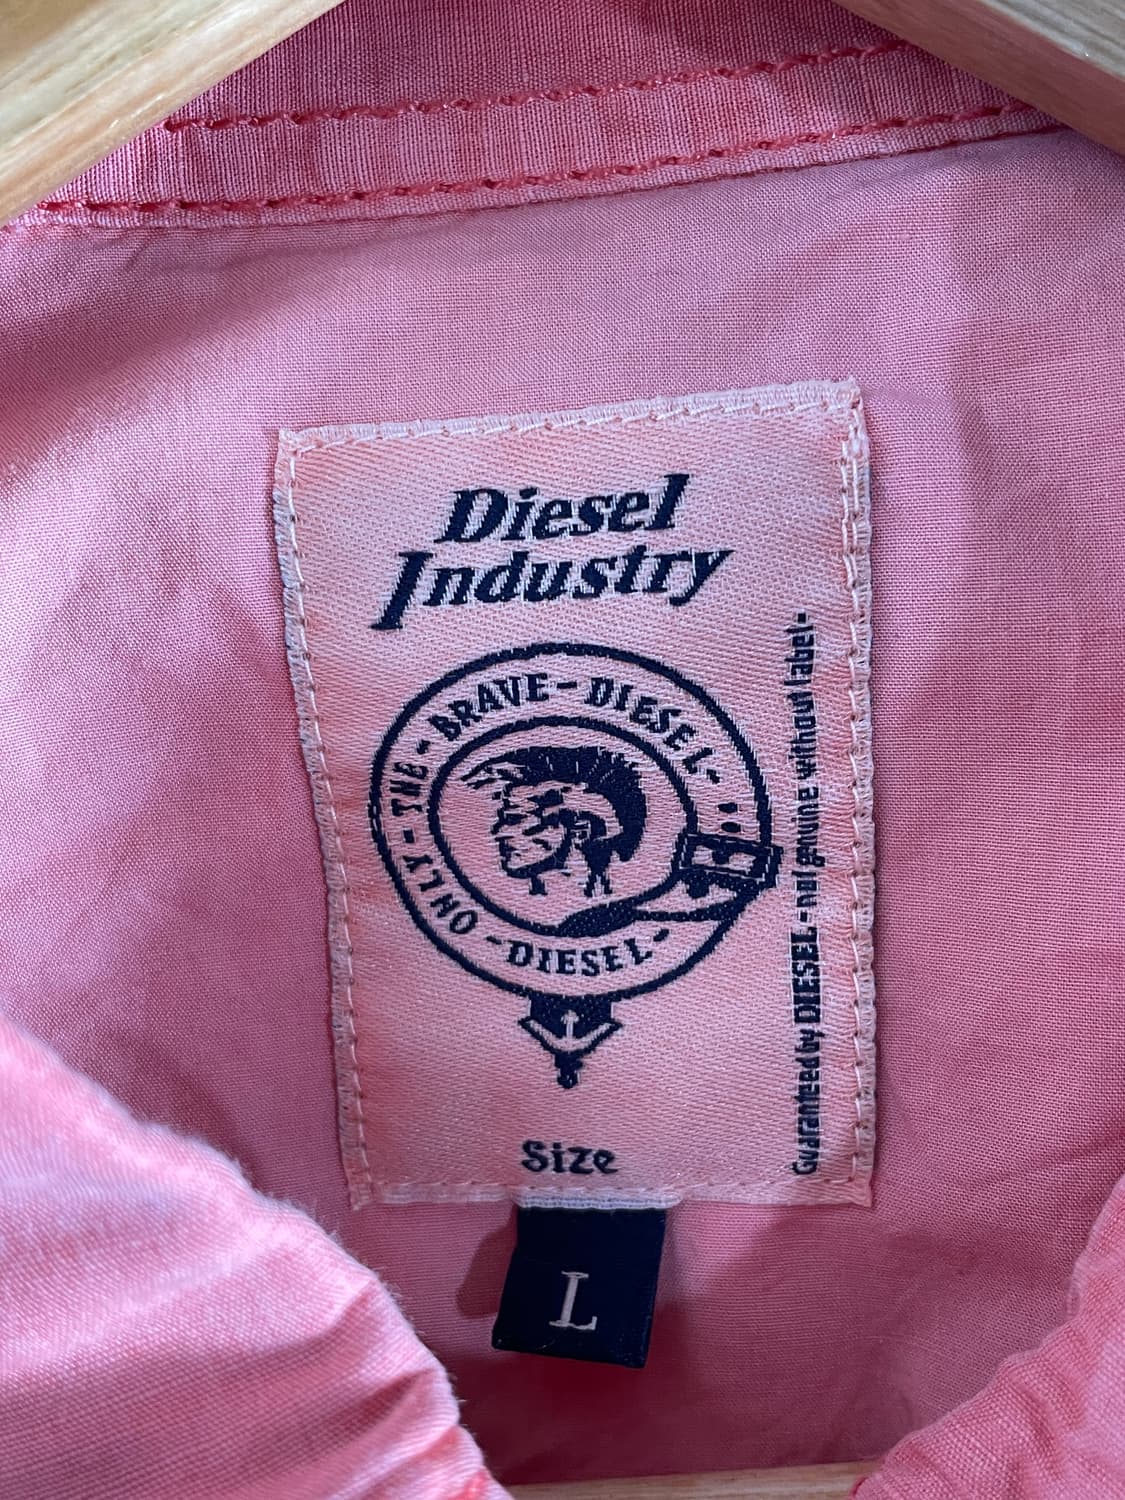 Diesel
Industry
ONLY - THE - BRAVE - DIESEL -
- DIESEL -
Guaranteed by DIESEL - not genuine without label -
Size
L